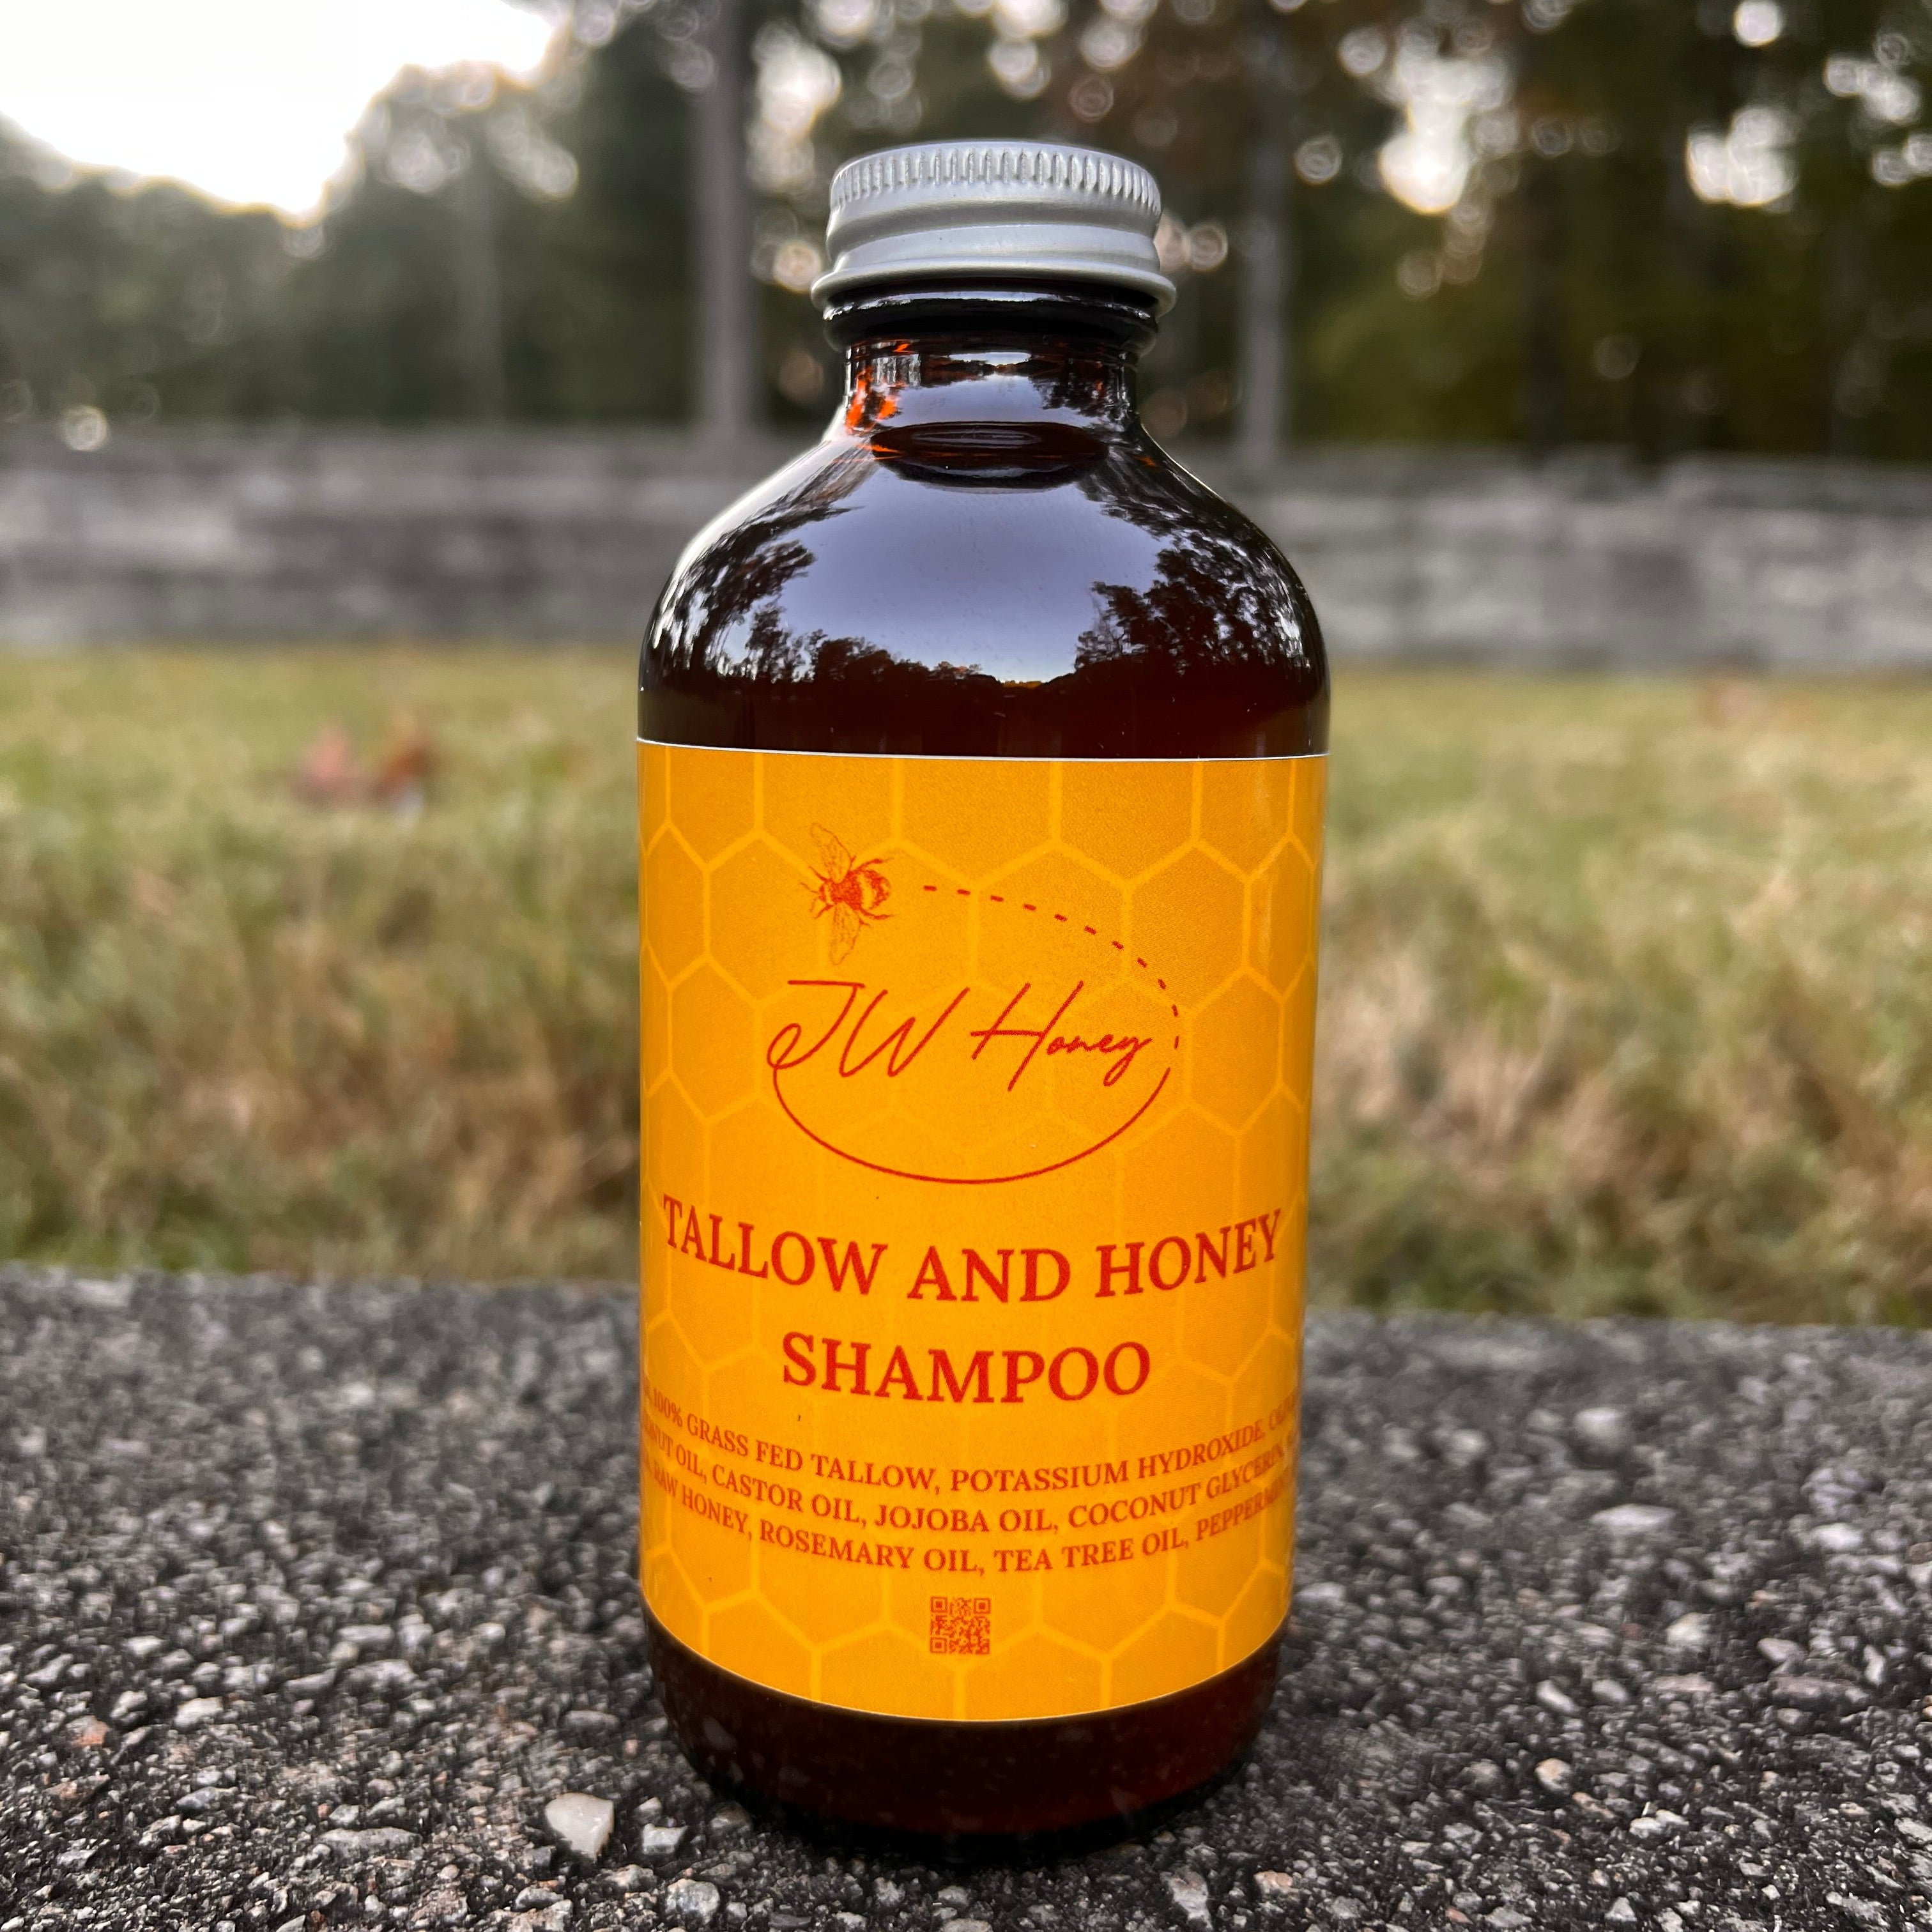 JW Honey
TALLOW AND HONEY
SHAMPOO
100% GRASS FED TALLOW, POTASSIUM HYDROXIDE,
OIL, CASTOR OIL, JOJOBA OIL, COCONUT GLYCERIN,
RAW HONEY, ROSEMARY OIL, TEA TREE OIL,